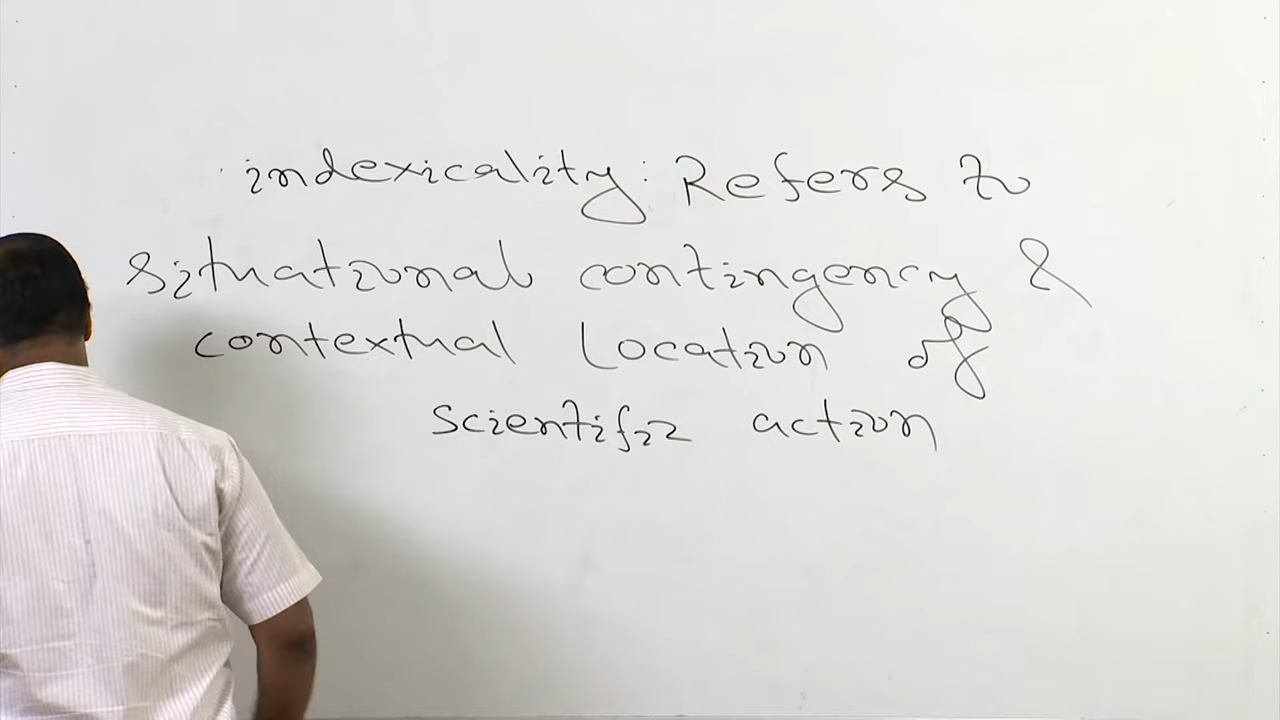 indexicality: Refers to
situational contingency &
contextual location of
scientific action